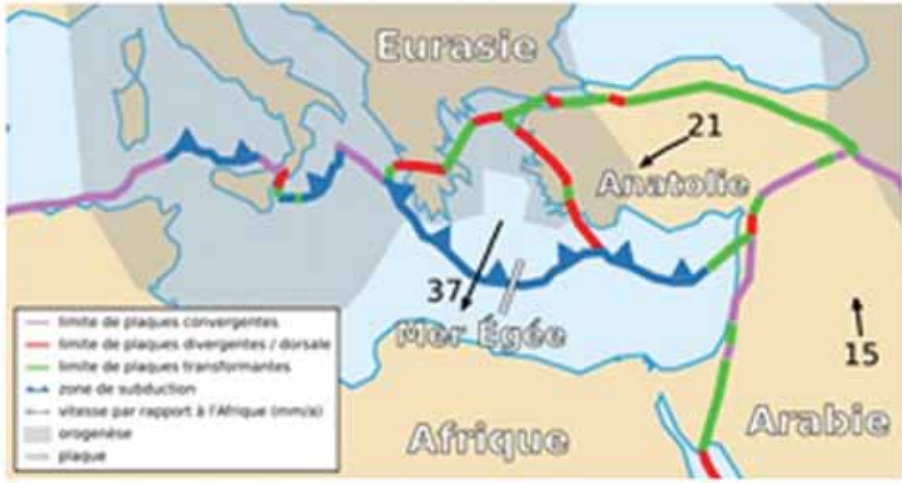 Eurasie
21
Anatolie
37
Mer Égée
15
Afrique
Arabie
limite de plaques convergentes
limite de plaques divergentes / dorsale
limite de plaques transformantes
zone de subduction
vitesse par rapport à l'Afrique (mm/a)
orogenèse
plaque